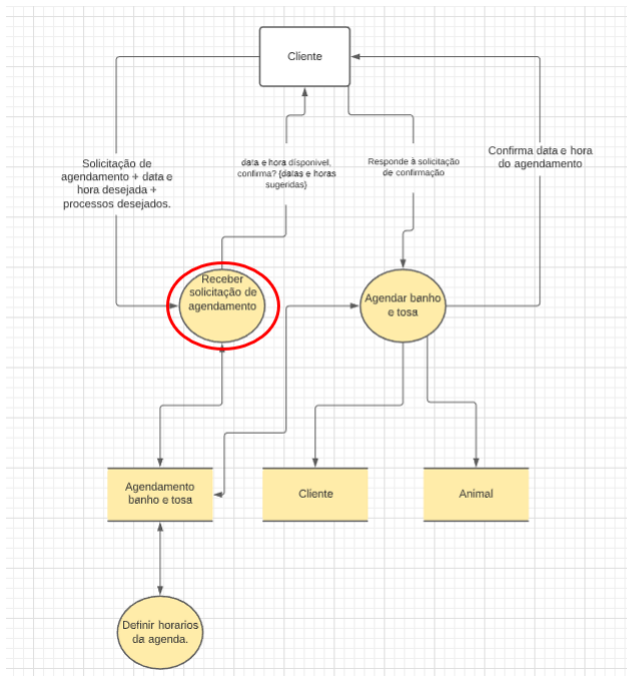 Cliente
Solicitação de
agendamento + data e
hora desejada +
processos desejados.
data e hora disponivel,
confirma? (datas e horas
sugeridas)
Responde à solicitação
de confirmação
Confirma data e hora
do agendamento
Receber
solicitação de
agendamento
Agendar banho
e tosa
Agendamento
banho e tosa
Cliente
Animal
Definir horarios
da agenda.